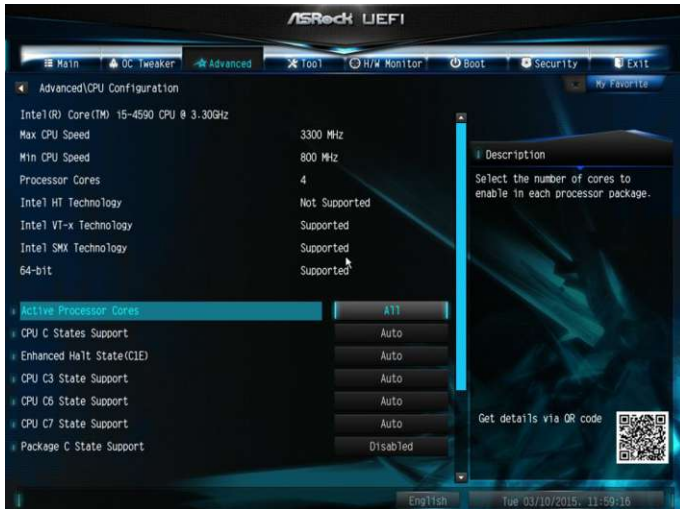 ASRock UEFI
Main OC Tweaker Advanced Tool H/W Monitor Boot Security Exit
Advanced\CPU Configuration
My Favorite
Intel(R) Core(TM) i5-4590 CPU @ 3.30GHz
Max CPU Speed 3300 MHz
Min CPU Speed 800 MHz
Processor Cores 4
Intel HT Technology Not Supported
Intel VT-x Technology Supported
Intel SMX Technology Supported
64-bit Supported
Active Processor Cores All
CPU C States Support Auto
Enhanced Halt State(C1E) Auto
CPU C3 State Support Auto
CPU C6 State Support Auto
CPU C7 State Support Auto
Package C State Support Disabled
Description
Select the number of cores to
enable in each processor package.
Get details via QR code
English
Tue 03/10/2015. 11:59:16